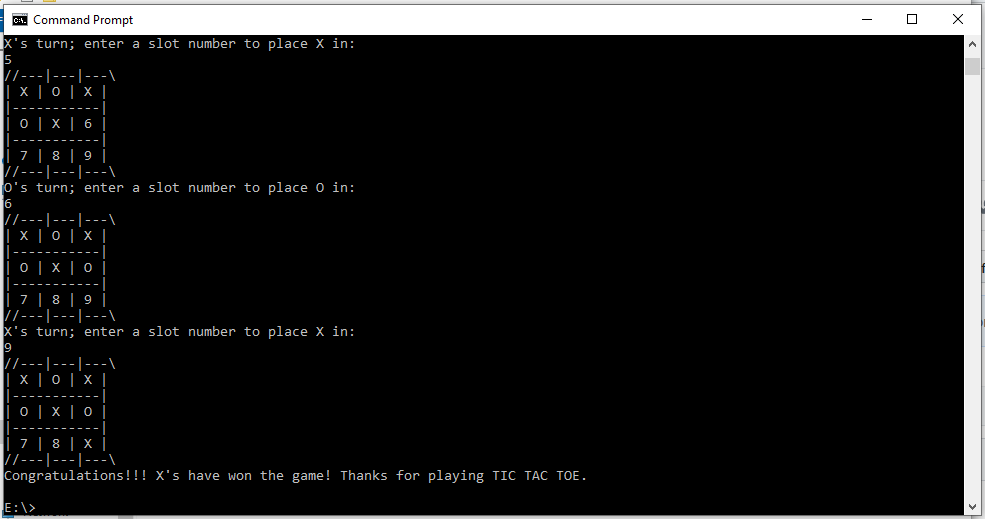 Command Prompt
X's turn; enter a slot number to place X in:
5
//---|---|---\
| X | O | X |
|-----------|
| O | X | 6 |
|-----------|
| 7 | 8 | 9 |
//---|---|---\
O's turn; enter a slot number to place O in:
6
//---|---|---\
| X | O | X |
|-----------|
| O | X | O |
|-----------|
| 7 | 8 | 9 |
//---|---|---\
X's turn; enter a slot number to place X in:
9
//---|---|---\
| X | O | X |
|-----------|
| O | X | O |
|-----------|
| 7 | 8 | X |
//---|---|---\
Congratulations!!! X's have won the game! Thanks for playing TIC TAC TOE.
E:\>